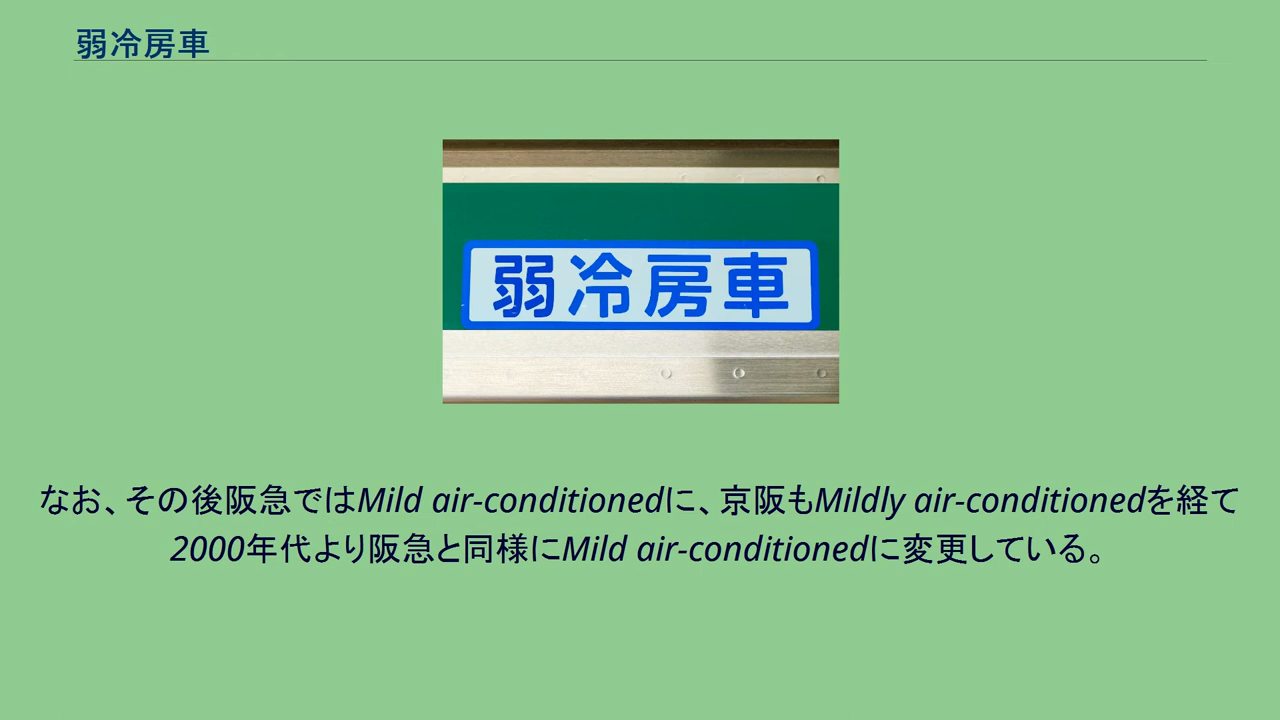 弱冷房車
弱冷房車
なお、その後阪急ではMild air-conditionedに、京阪もMildly air-conditionedを経て
2000年代より阪急と同様にMild air-conditionedに変更している。